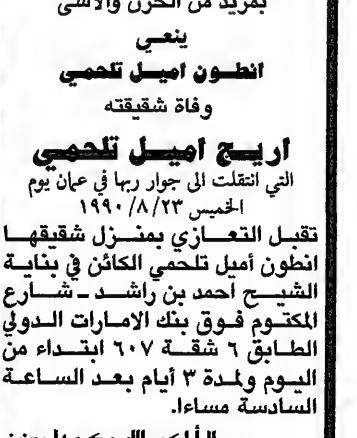 بمزيد من الحزن والاسى
ينعي
انطون اميل تلحمي
وفاة شقيقته
اريج اميل تلحمي
التي انتقلت الى جوار ربها في عمان يوم
الخميس ٢٣/ ٨/ ١٩٩٠
تقبل التعازي بمنزل شقيقها
انطون أميل تلحمي الكائن في بناية
الشيخ احمد بن راشد ــ شارع
المكتوم فوق بنك الامارات الدولي
الطابق ٦ شقة ٦٠٧ ابتداء من
اليوم ولمدة ٣ أيام بعد الساعة
السادسة مساءا.